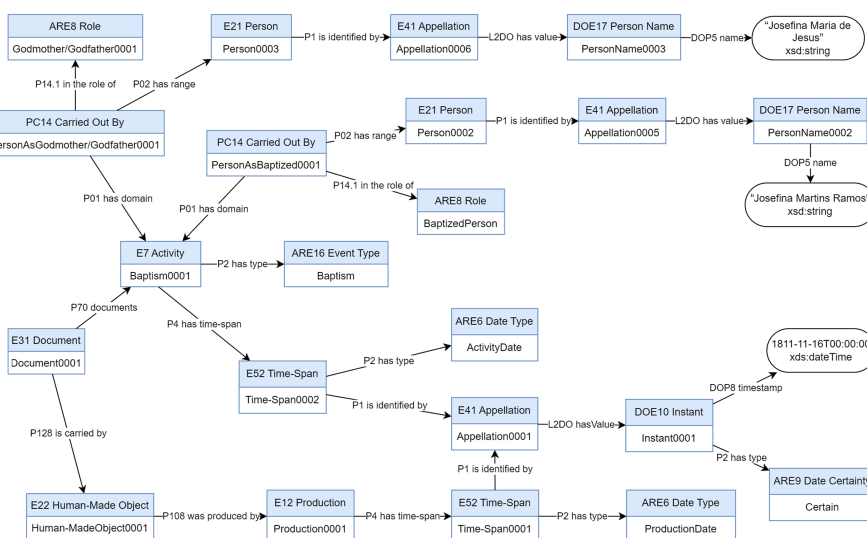 ARE8 Role
Godmother/Godfather0001
E21 Person
Person0003
P1 is identified by
E41 Appellation
Appellation0006
L2DO has value
DOE17 Person Name
PersonName0003
DOP5 name
"Josefina Maria de
Jesus"
xsd:string
P14.1 in the role of
P02 has range
PC14 Carried Out By
ersonAsGodmother/Godfather0001
PC14 Carried Out By
PersonAsBaptized0001
P02 has range
E21 Person
Person0002
P1 is identified by
E41 Appellation
Appellation0005
L2DO has value
DOE17 Person Name
PersonName0002
DOP5 name
"Josefina Martins Ramos"
xsd:string
P14.1 in the role of
ARE8 Role
BaptizedPerson
P01 has domain
P01 has domain
E7 Activity
Baptism0001
P2 has type
ARE16 Event Type
Baptism
P70 documents
P4 has time-span
E31 Document
Document0001
E52 Time-Span
Time-Span0002
P2 has type
ARE6 Date Type
ActivityDate
P1 is identified by
E41 Appellation
Appellation0001
L2DO hasValue
DOE10 Instant
Instant0001
DOP8 timestamp
1811-11-16T00:00:00
xds:dateTime
P2 has type
ARE9 Date Certainty
Certain
P128 is carried by
P1 is identified by
E22 Human-Made Object
Human-MadeObject0001
P108 was produced by
E12 Production
Production0001
P4 has time-span
E52 Time-Span
Time-Span0001
P2 has type
ARE6 Date Type
ProductionDate